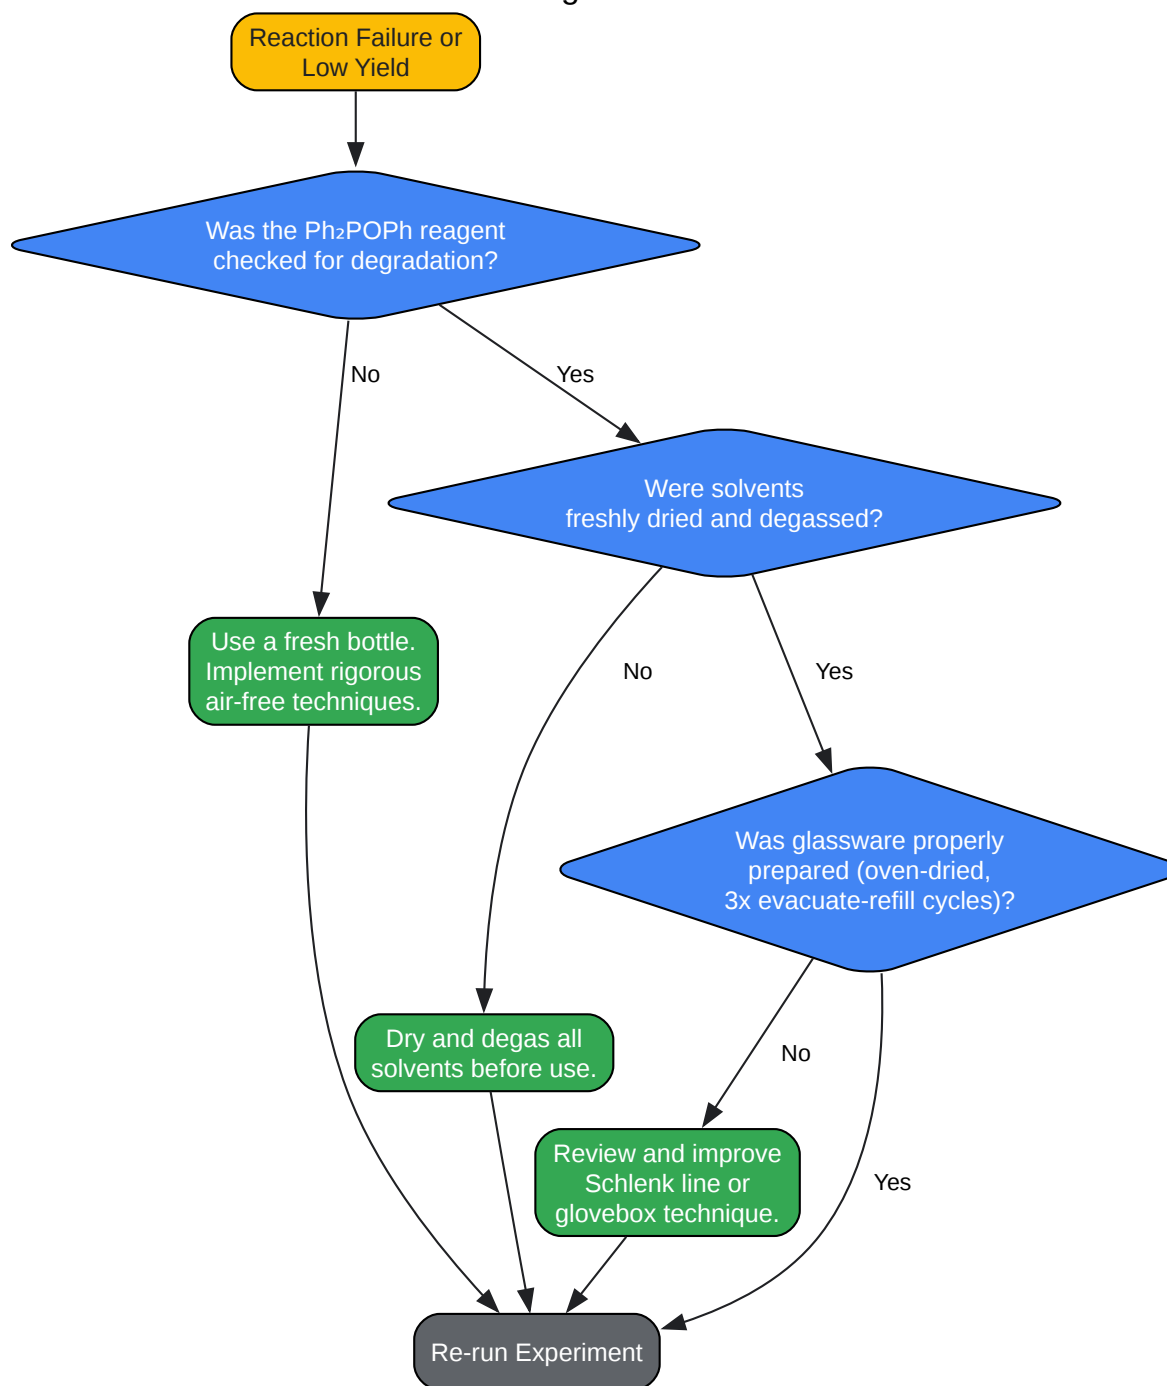 Reaction Failure or
Low Yield
Was the Ph₂POPh reagent
checked for degradation?
No
Yes
Were solvents
freshly dried and degassed?
Use a fresh bottle.
Implement rigorous
air-free techniques.
No
Yes
Was glassware properly
prepared (oven-dried,
3x evacuate-refill cycles)?
Dry and degas all
solvents before use.
No
Review and improve
Schlenk line or
glovebox technique.
Yes
Re-run Experiment